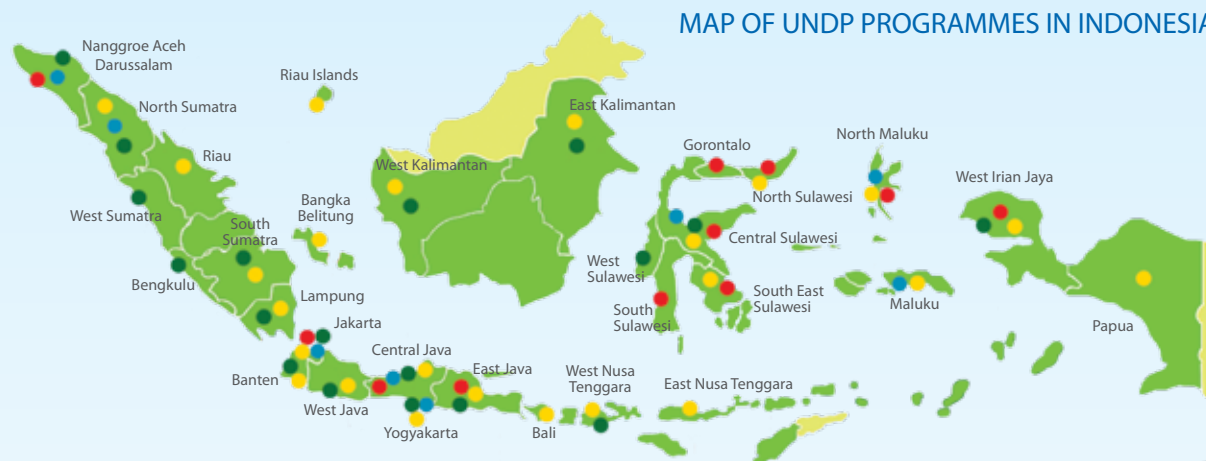 MAP OF UNDP PROGRAMMES IN INDONESIA
Nanggroe Aceh
Darussalam
Riau Islands
North Sumatra
East Kalimantan
North Maluku
Gorontalo
Riau
West Kalimantan
West Irian Jaya
North Sulawesi
Bangka
Belitung
West Sumatra
South
Sumatra
Central Sulawesi
West
Sulawesi
Bengkulu
Lampung
South East
Sulawesi
Maluku
South
Sulawesi
Papua
Jakarta
Central Java
East Java
West Nusa
Tenggara
East Nusa Tenggara
Banten
West Java
Yogyakarta
Bali